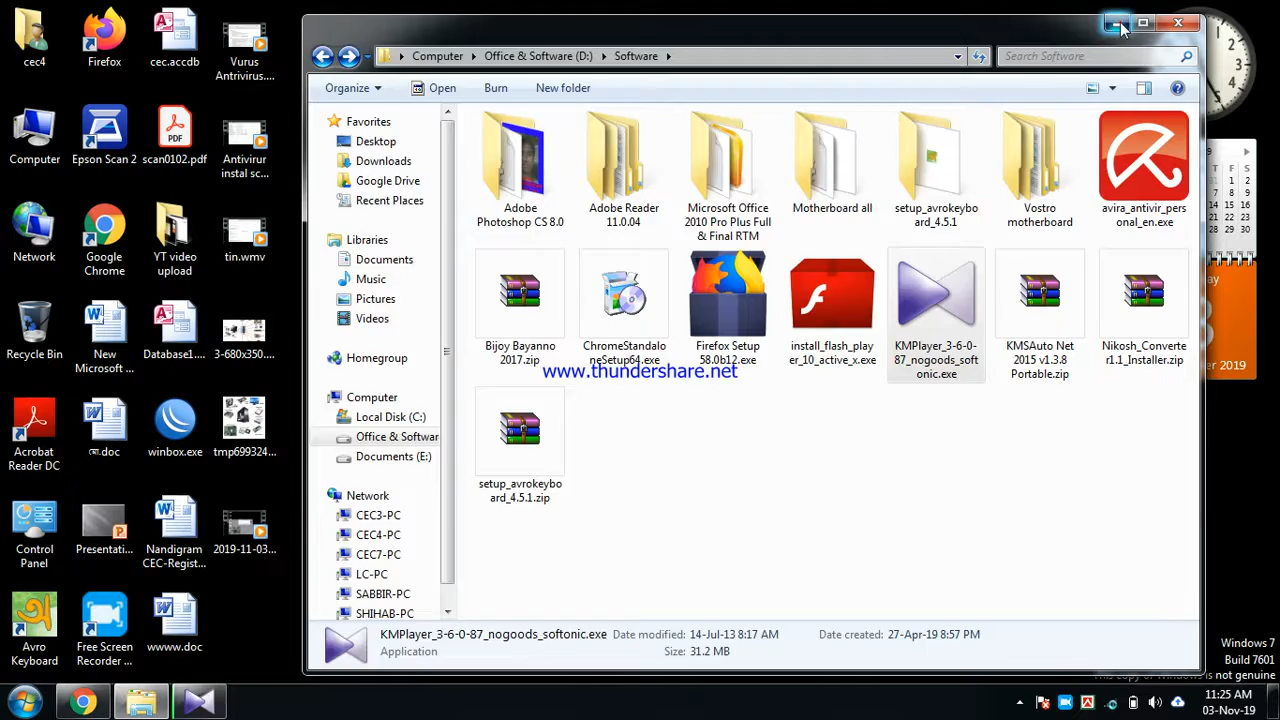 cec4
Firefox
cec.accdb
Vurus
Antivirus....
Computer
Epson Scan 2
scan0102.pdf
Antivirur
instal sc...
Network
Google
Chrome
YT video
upload
tin.wmv
Recycle Bin
New
Microsoft ...
Database1....
3-680x350....
Acrobat
Reader DC
winbox.exe
tmp699324...
Control
Panel
Presentati...
Nandigram
CEC-Regist...
2019-11-03...
Avro
Keyboard
Free Screen
Recorder ...
wwww.doc
Computer
Office & Software (D:)
Software
Search Software
Organize
Open
Burn
New folder
Favorites
Desktop
Downloads
Google Drive
Recent Places
Libraries
Documents
Music
Pictures
Videos
Homegroup
Computer
Local Disk (C:)
Office & Softwar
Documents (E:)
Network
CEC3-PC
CEC4-PC
CEC7-PC
LC-PC
SABBIR-PC
SHIHAB-PC
Adobe
Photoshop CS 8.0
Adobe Reader
11.0.04
Microsoft Office
2010 Pro Plus Full
& Final RTM
Motherboard all
setup_avrokeybo
ard_4.5.1
Vostro
motherboard
avira_antivir_pers
onal_en.exe
Bijoy Bayanno
2017.zip
ChromeStandalo
neSetup64.exe
Firefox Setup
58.0b12.exe
install_flash_play
er_10_active_x.exe
KMPlayer_3-6-0-
87_nogoods_soft
onic.exe
KMSAuto Net
2015 v1.3.8
Portable.zip
Nikosh_Converte
r1.1_Installer.zip
www.thundershare.net
setup_avrokeybo
ard_4.5.1.zip
KMPlayer_3-6-0-87_nogoods_softonic.exe
Date modified: 14-Jul-13 8:17 AM
Date created: 27-Apr-19 8:57 PM
Application
Size: 31.2 MB
Windows 7
Build 7601
This copy of Windows is not genuine
11:25 AM
03-Nov-19